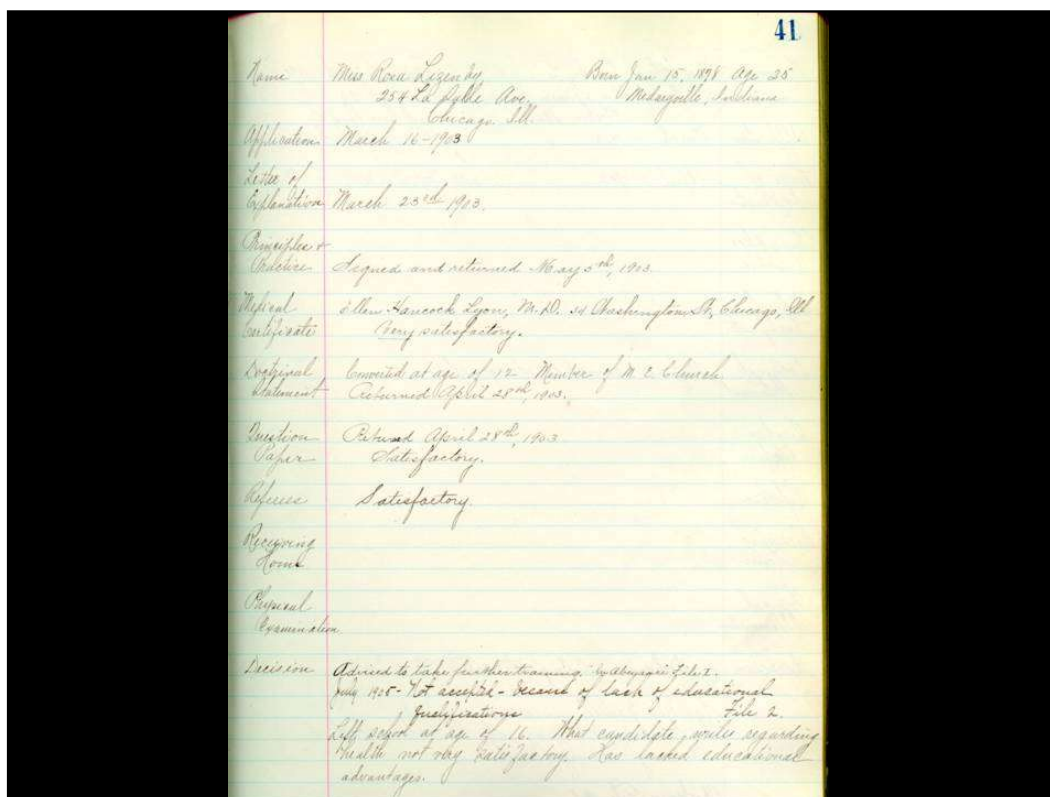 41
Name Miss Rosa Born Jan 15, 1878 Age 25
254 La Salle Ave. Medaryville, Indiana
Chicago Ill.
Application March 16-1903
Letter of
Explanation March 23rd 1903.
Principles &
Practice Signed and returned May 5th, 1903
Medical Ellen Hancock Lyon, M.D. 34 Washington St, Chicago, Ill
Certificate Very satisfactory.
Doctrinal Converted at age of 12 Member of M E Church
Statement Returned April 28th, 1903.
Question Returned April 28th, 1903
Paper Satisfactory.
Referees Satisfactory.
Receiving
Home
Physical
Examination
Decision Advised to take further training, File 2.
July 1905 - Not accepted - because of lack of educational
File 2.
Left school at age of 16. What candidate writes regarding
health not very satisfactory. Has lacked educational
advantages.